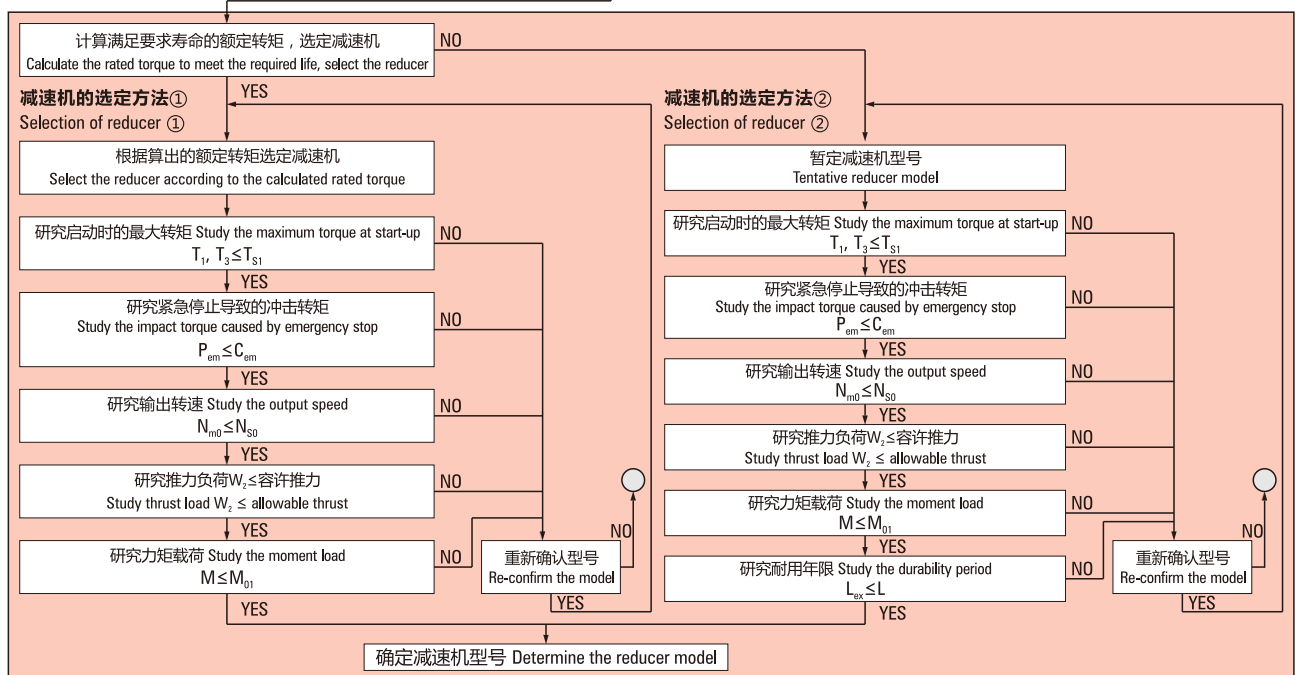 计算满足要求寿命的额定转矩，选定减速机
Calculate the rated torque to meet the required life, select the reducer
NO
YES
减速机的选定方法①
Selection of reducer ①
根据算出的额定转矩选定减速机
Select the reducer according to the calculated rated torque
研究启动时的最大转矩 Study the maximum torque at start-up
T₁, T₃≤T_S1
NO
YES
研究紧急停止导致的冲击转矩
Study the impact torque caused by emergency stop
P_em≤C_em
NO
YES
研究输出转速 Study the output speed
N_m0≤N_S0
NO
YES
研究推力负荷W₂≤容许推力
Study thrust load W₂ ≤ allowable thrust
NO
YES
研究力矩载荷 Study the moment load
M≤M₀₁
NO
YES
重新确认型号
Re-confirm the model
NO
YES
减速机的选定方法②
Selection of reducer ②
暂定减速机型号
Tentative reducer model
研究启动时的最大转矩 Study the maximum torque at start-up
T₁, T₃≤T_S1
NO
YES
研究紧急停止导致的冲击转矩
Study the impact torque caused by emergency stop
P_em≤C_em
NO
YES
研究输出转速 Study the output speed
N_m0≤N_S0
NO
YES
研究推力负荷W₂≤容许推力
Study thrust load W₂ ≤ allowable thrust
NO
YES
研究力矩载荷 Study the moment load
M≤M₀₁
NO
YES
研究耐用年限 Study the durability period
L_ex≤L
NO
YES
重新确认型号
Re-confirm the model
NO
YES
确定减速机型号 Determine the reducer model